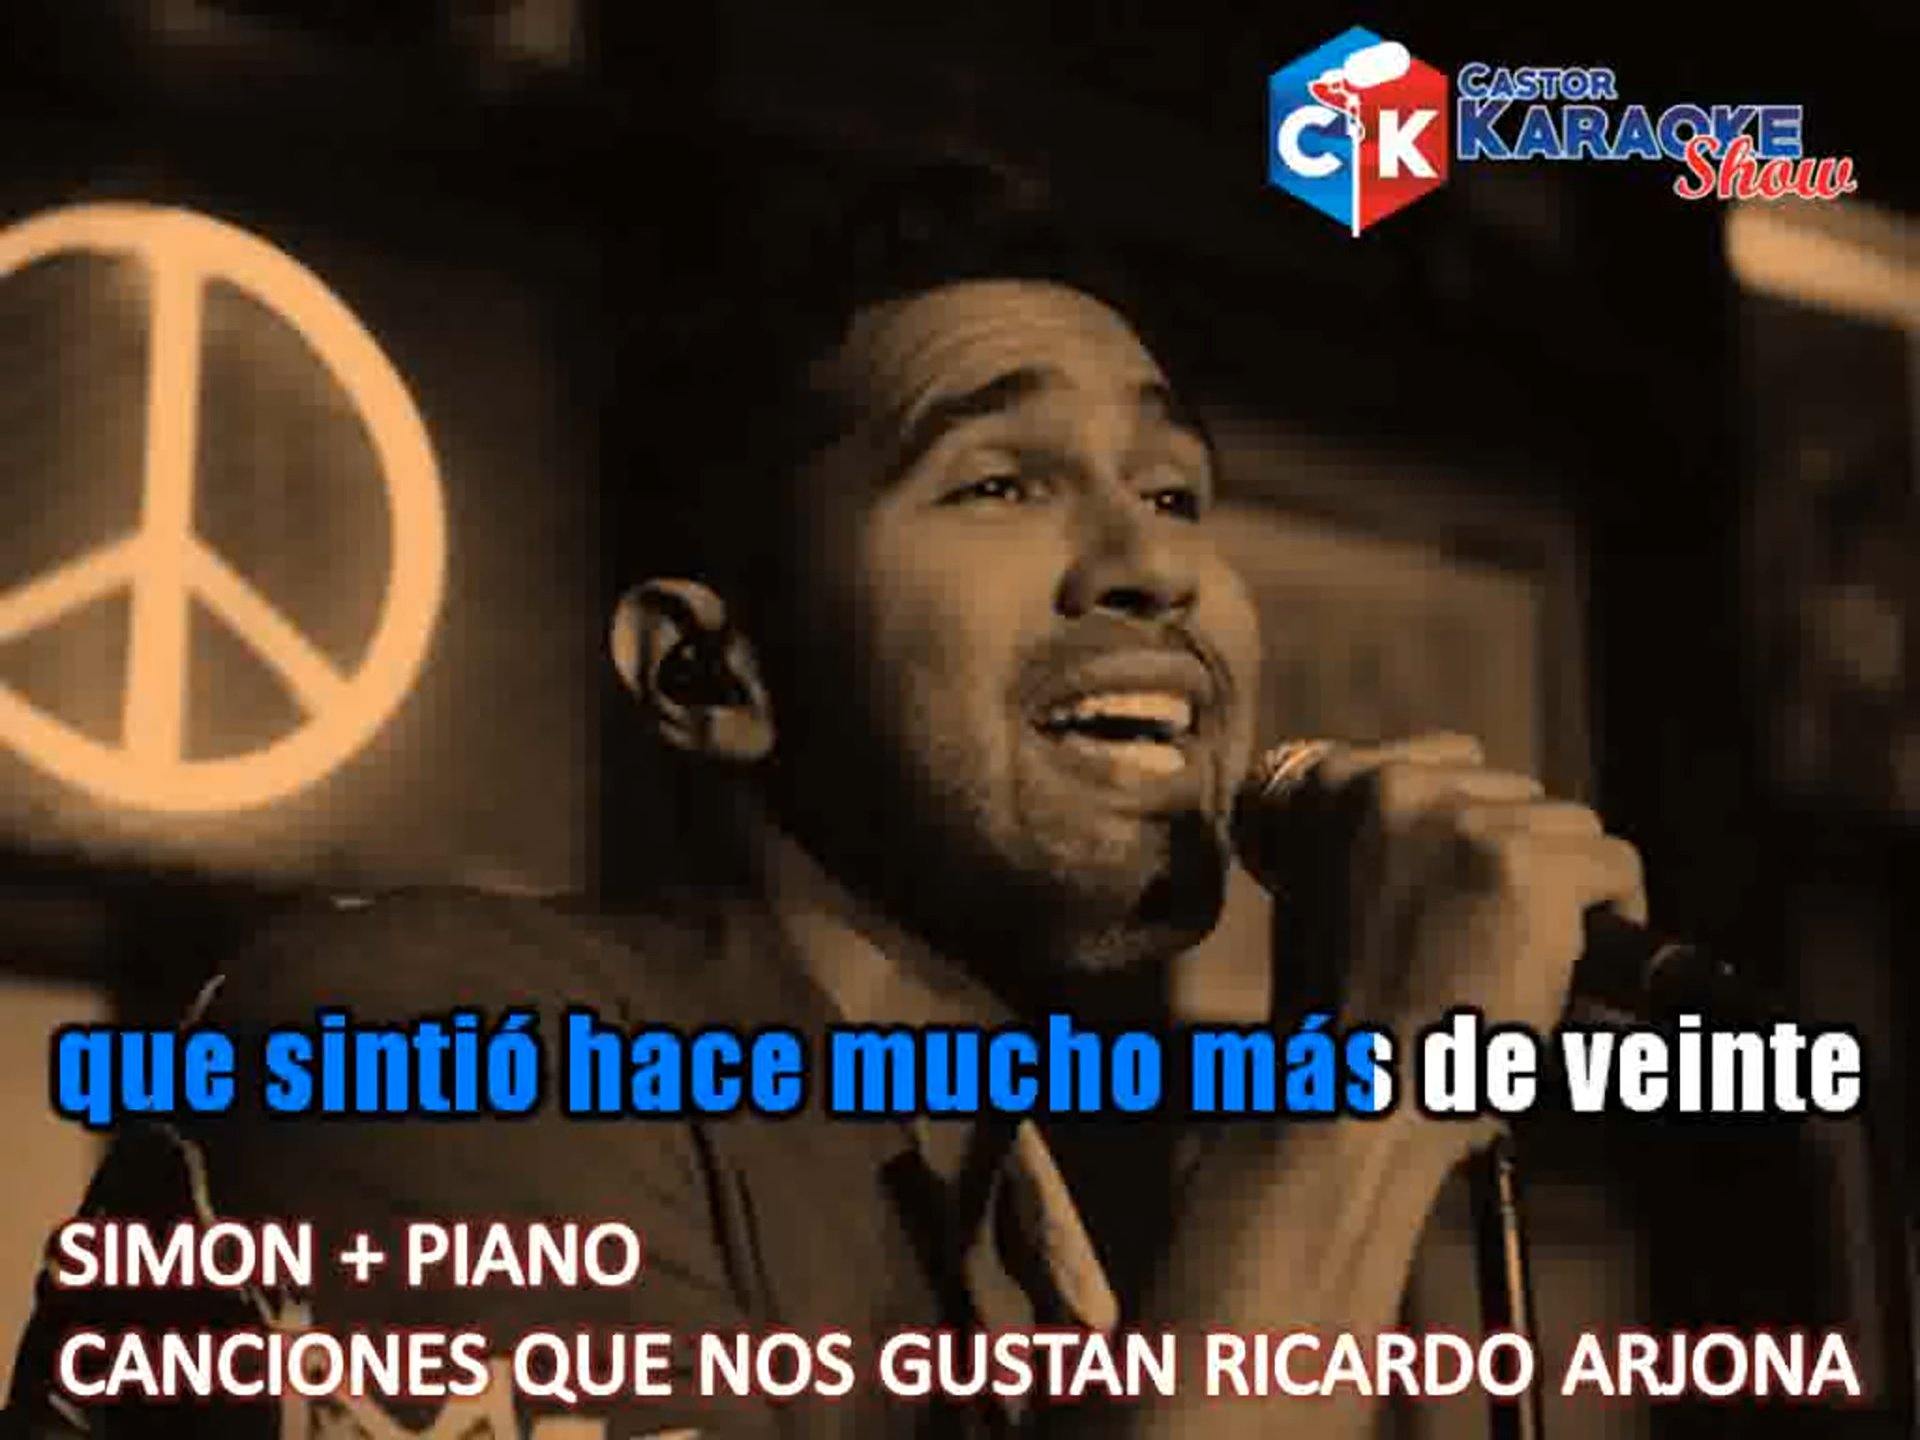 CK
CASTOR
KARAOKE
Show
que sintió hace mucho más de veinte
SIMON + PIANO
CANCIONES QUE NOS GUSTAN RICARDO ARJONA